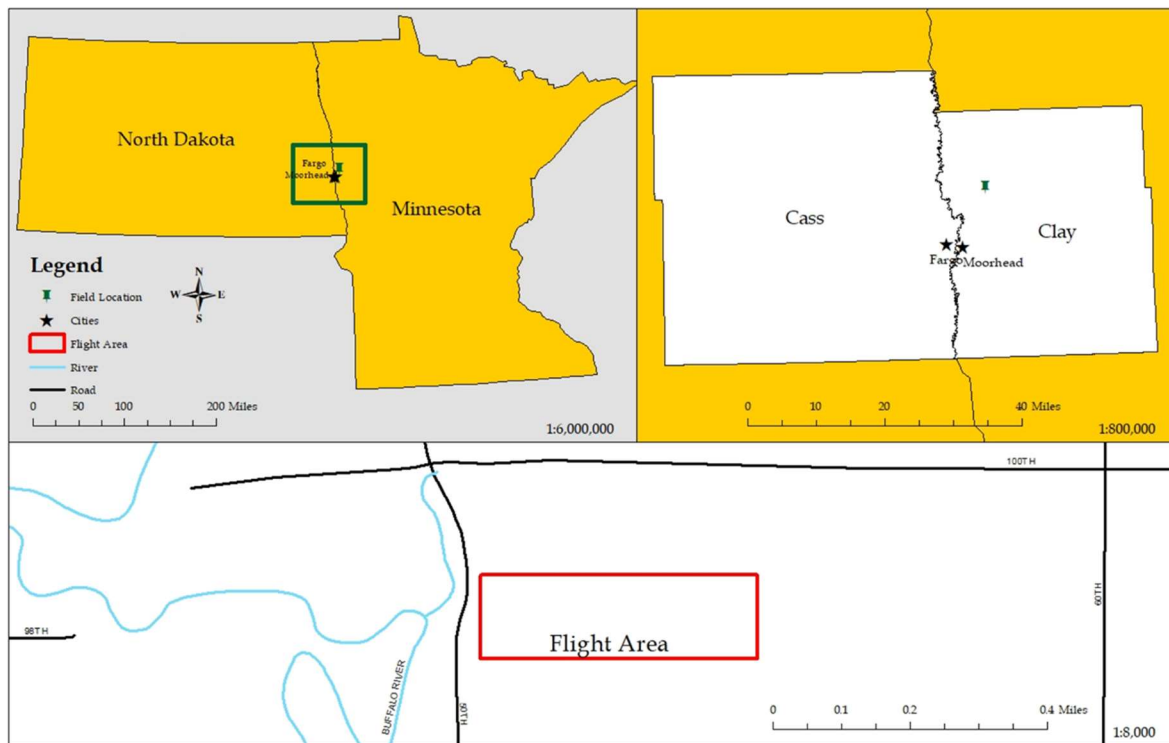 North Dakota
Fargo
Moorhead
Minnesota
Legend
N
W E
S
Field Location
Cities
Flight Area
River
Road
0 50 100 200 Miles
1:6,000,000
Cass
Clay
Fargo
Moorhead
0 10 20 40 Miles
1:800,000
100TH
60TH
98TH
Flight Area
BUFFALO RIVER
0 0.1 0.2 0.4 Miles
1:8,000